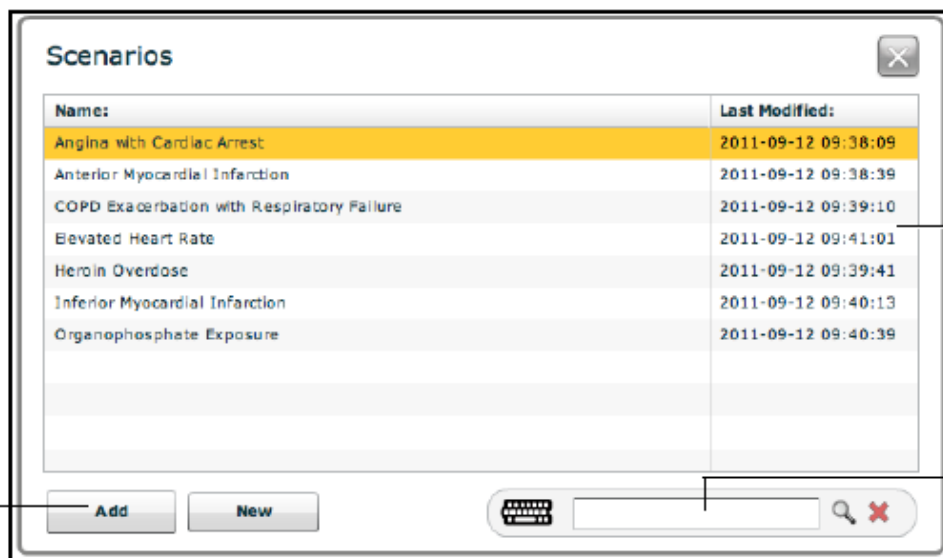 Scenarios
Name: Last Modified:
Angina with Cardiac Arrest 2011-09-12 09:38:09
Anterior Myocardial Infarction 2011-09-12 09:38:39
COPD Exacerbation with Respiratory Failure 2011-09-12 09:39:10
Elevated Heart Rate 2011-09-12 09:41:01
Heroin Overdose 2011-09-12 09:39:41
Inferior Myocardial Infarction 2011-09-12 09:40:13
Organophosphate Exposure 2011-09-12 09:40:39
Add New